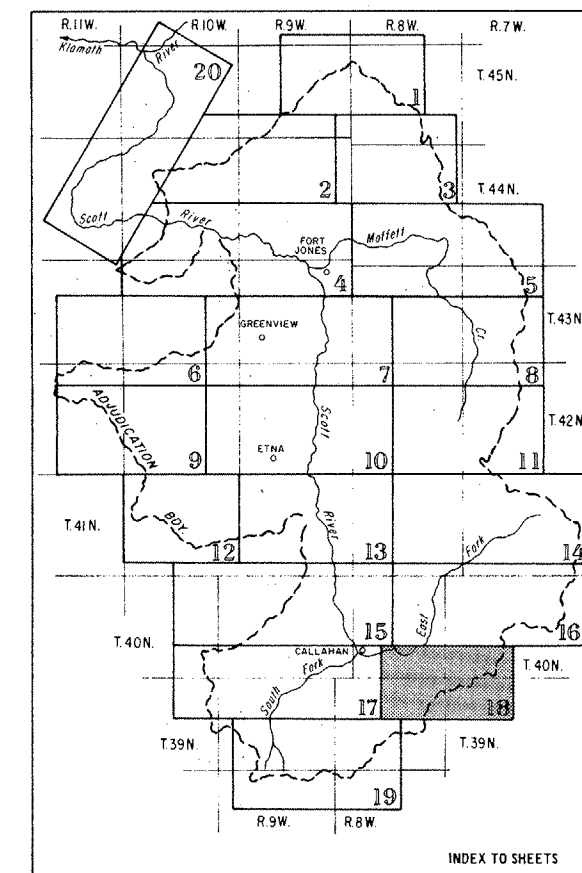 R.11W. R.10W. R.9W. R.8W. R.7W.
Klamath River
20
T.45N.
1
2
3
T.44N.
Scott River
FORT JONES
Moffett
4
5
GREENVIEW
Cr.
T.43N.
6
7
8
ADJUDICATION
Scott
T.42N.
ETNA
9
10
11
BDY.
River
T.41N.
Fork
12
13
14
East
T.40N.
15
16
CALLAHAN
South Fork
T.40N.
17
18
T.39N.
T.39N.
19
R.9W. R.8W.
INDEX TO SHEETS